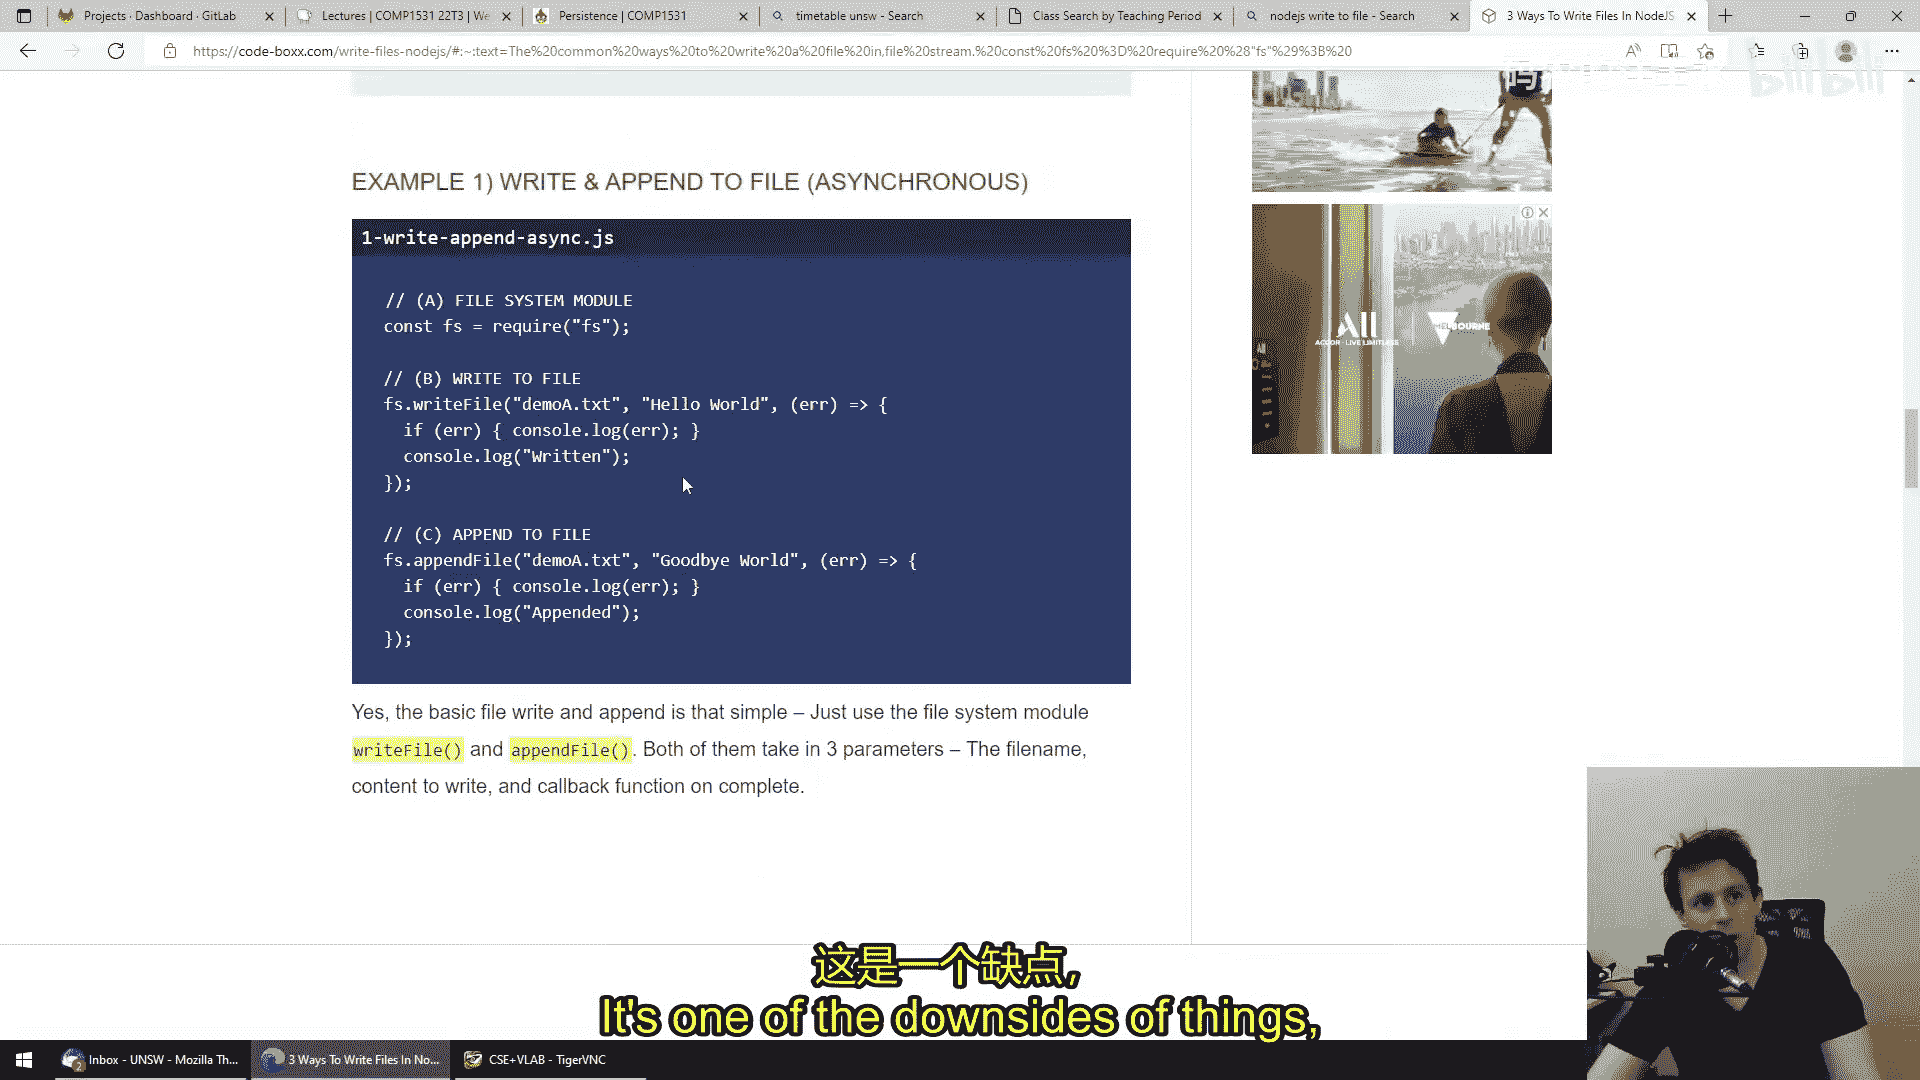 Projects · Dashboard · GitLab
Lectures | COMP1531 22T3 | We
Persistence | COMP1531
timetable unsw - Search
Class Search by Teaching Period
nodejs write to file - Search
3 Ways To Write Files In NodeJS
https://code-boxx.com/write-files-nodejs/#:~:text=The%20common%20ways%20to%20write%20a%20file%20in,file%20stream.%20const%20fs%20%3D%20require%20%28"fs"%29%3B%20
EXAMPLE 1) WRITE & APPEND TO FILE (ASYNCHRONOUS)
1-write-append-async.js
// (A) FILE SYSTEM MODULE
const fs = require("fs");
// (B) WRITE TO FILE
fs.writeFile("demoA.txt", "Hello World", (err) => {
if (err) { console.log(err); }
console.log("Written");
});
// (C) APPEND TO FILE
fs.appendFile("demoA.txt", "Goodbye World", (err) => {
if (err) { console.log(err); }
console.log("Appended");
});
Yes, the basic file write and append is that simple – Just use the file system module
writeFile() and appendFile(). Both of them take in 3 parameters – The filename,
content to write, and callback function on complete.
All
ACCOR · LIVE LIMITLESS
MELBOURNE
bilibili
这是一个缺点,
It's one of the downsides of things,
2
Inbox - UNSW - Mozilla Th...
3 Ways To Write Files In No...
CSE+VLAB - TigerVNC